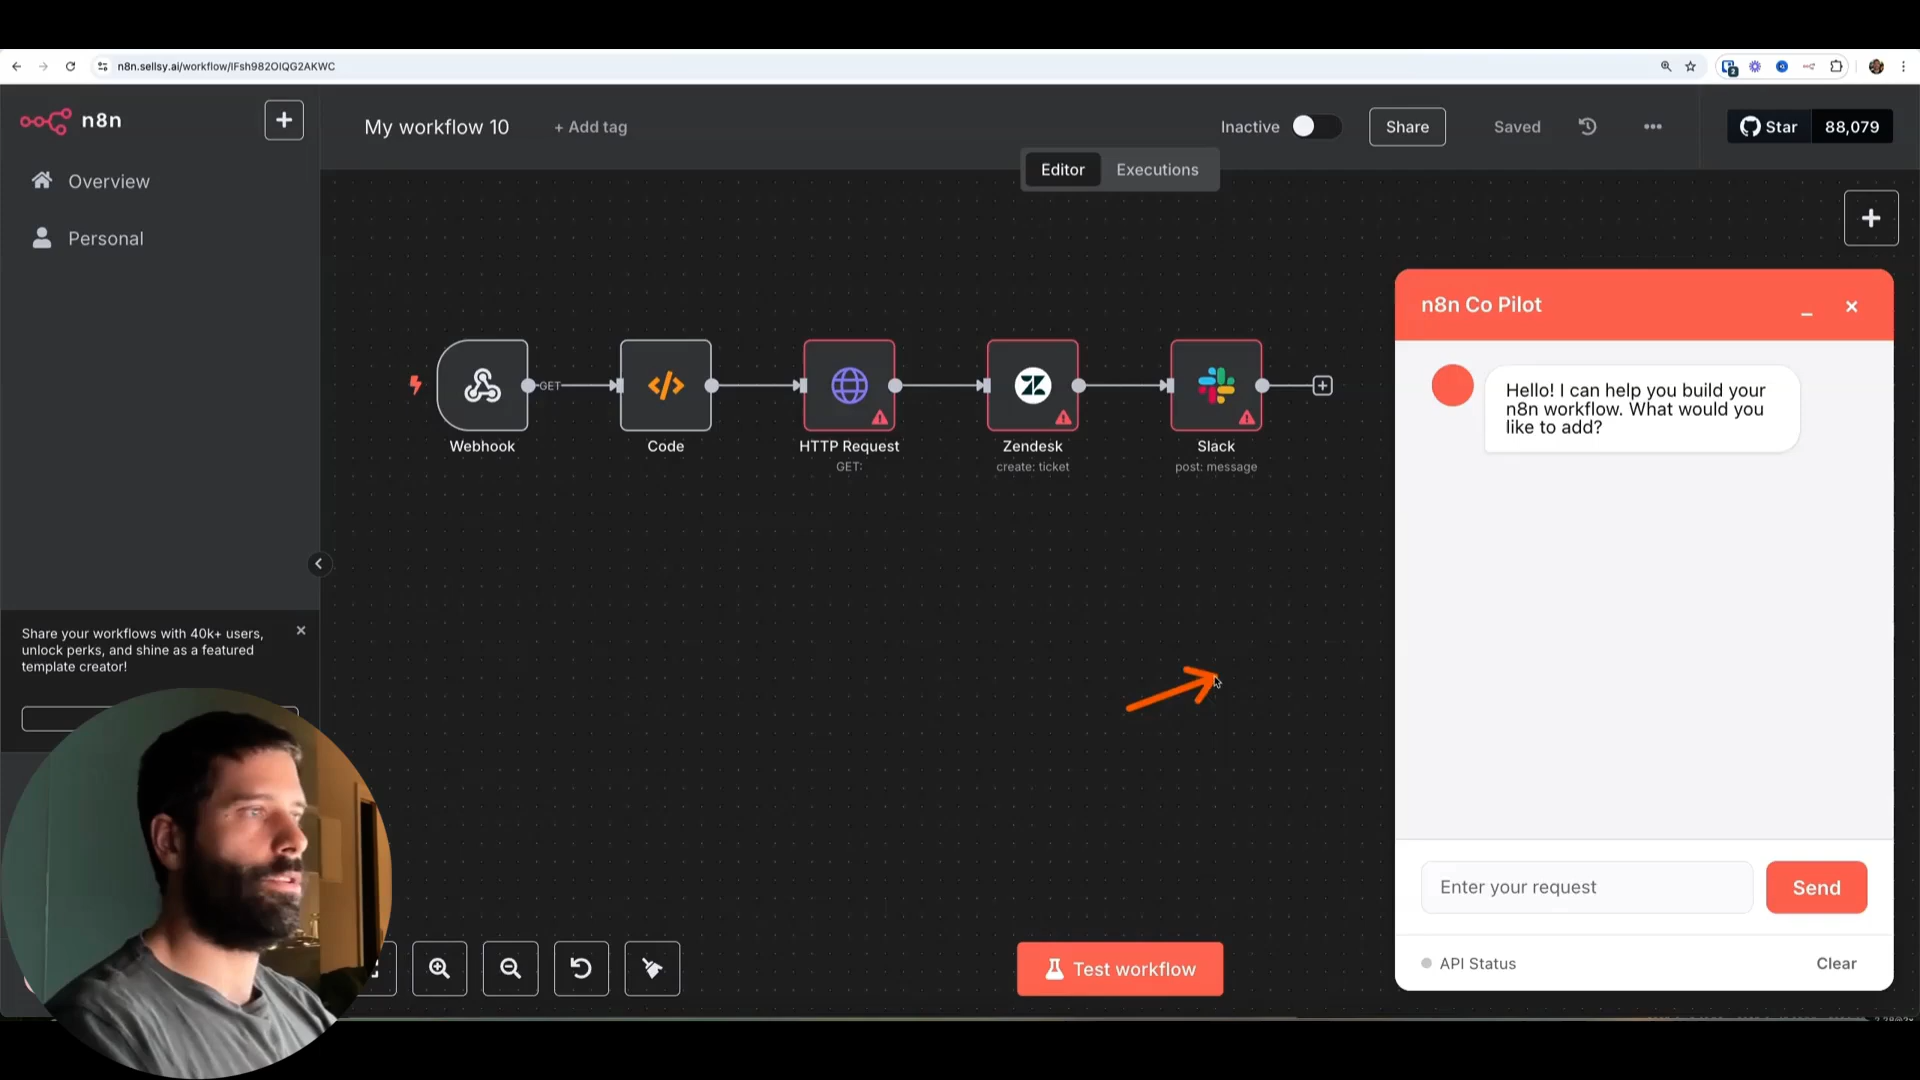 n8n.sellsy.ai/workflow/IFsh982OIQG2AKWC
2
n8n
My workflow 10
+ Add tag
Inactive
Share
Saved
Star
88,079
Editor
Executions
Overview
Personal
GET
Webhook
Code
HTTP Request
GET:
Zendesk
create: ticket
Slack
post: message
n8n Co Pilot
Hello! I can help you build your
n8n workflow. What would you
like to add?
Share your workflows with 40k+ users,
unlock perks, and shine as a featured
template creator!
Enter your request
Send
Test workflow
API Status
Clear